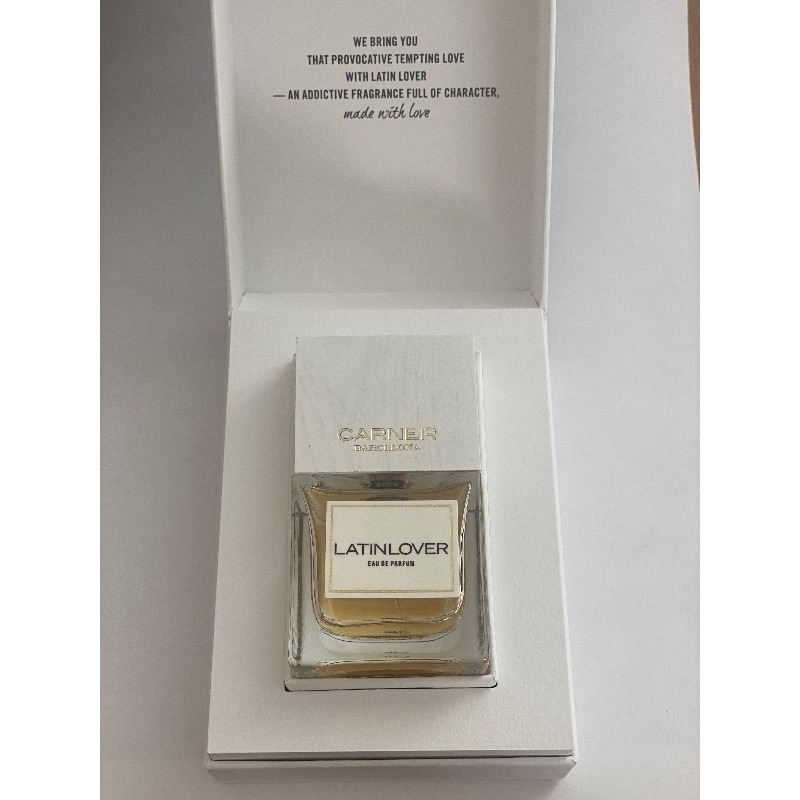 WE BRING YOU
THAT PROVOCATIVE TEMPTING LOVE
WITH LATIN LOVER
— AN ADDICTIVE FRAGRANCE FULL OF CHARACTER,
made with love
CARNER
BARCELONA
LATINLOVER
EAU DE PARFUM